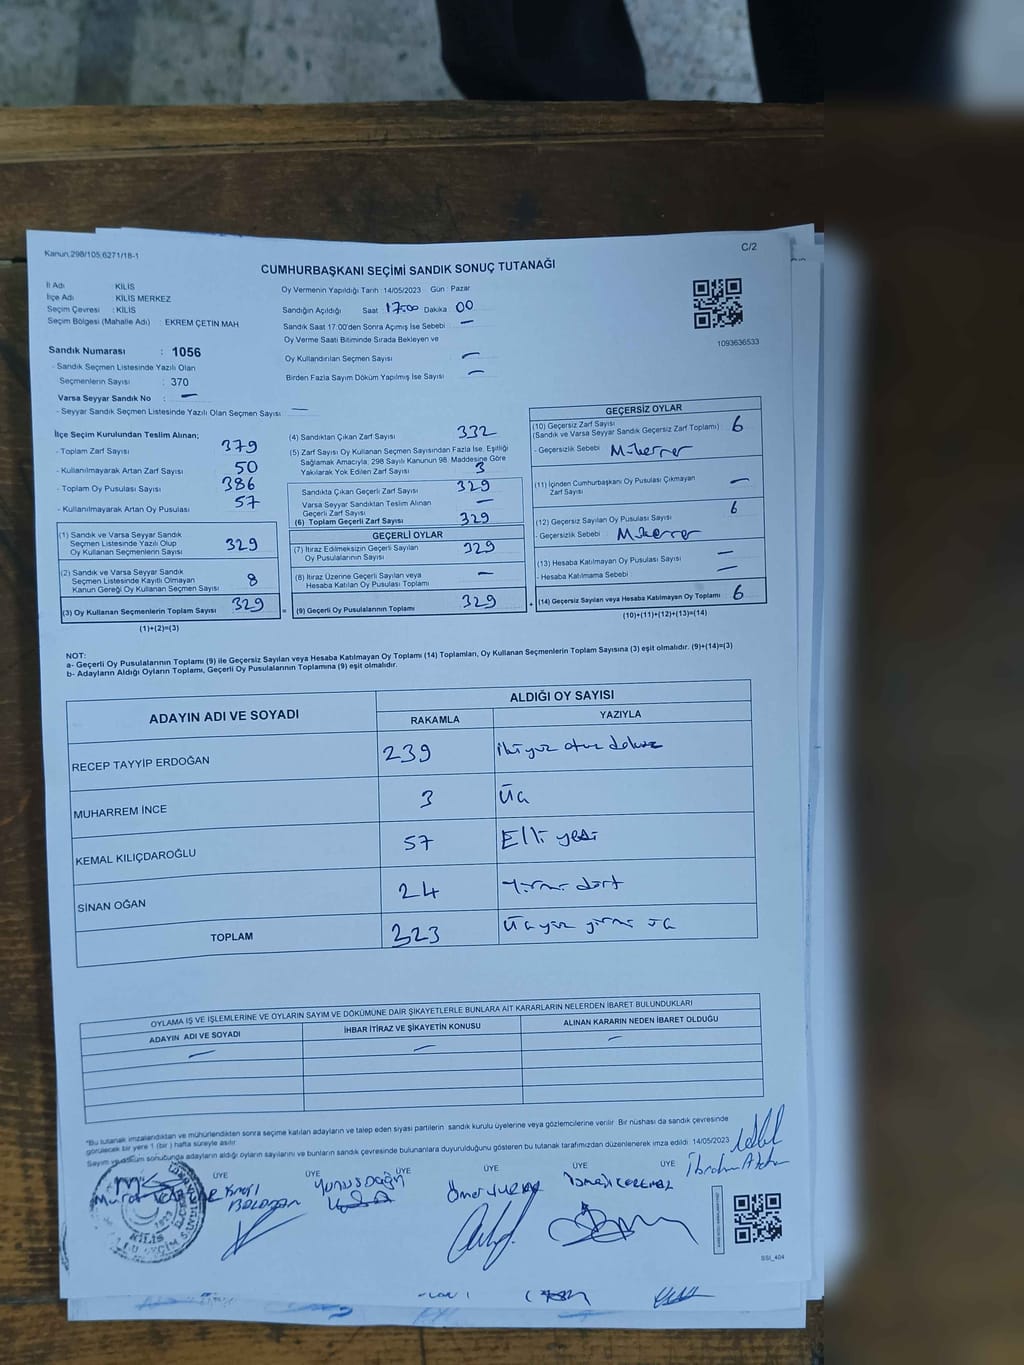 Kanun,298/105,6271/18-1
C/2
CUMHURBAŞKANI SEÇİMİ SANDIK SONUÇ TUTANAĞI
İl Adı : KİLİS
İlçe Adı : KİLİS MERKEZ
Seçim Çevresi : KİLİS
Seçim Bölgesi (Mahalle Adı) : EKREM ÇETİN MAH
Oy Vermenin Yapıldığı Tarih :14/05/2023 Gün : Pazar
Sandığın Açıldığı Saat : 17:00 Dakika 00
Sandık Saat 17:00'den Sonra Açımış İse Sebebi : —
Oy Verme Saati Bitiminde Sırada Bekleyen ve
Oy Kullandırılan Seçmen Sayısı : —
Birden Fazla Sayım Döküm Yapılmış İse Sayısı : —
1093636533
Sandık Numarası : 1056
- Sandık Seçmen Listesinde Yazılı Olan
Seçmenlerin Sayısı : 370
Varsa Seyyar Sandık No : —
- Seyyar Sandık Seçmen Listesinde Yazılı Olan Seçmen Sayısı : —
İlçe Seçim Kurulundan Teslim Alınan;
- Toplam Zarf Sayısı : 379
- Kullanılmayarak Artan Zarf Sayısı : 50
- Toplam Oy Pusulası Sayısı : 386
- Kullanılmayarak Artan Oy Pusulası : 57
(1) Sandık ve Varsa Seyyar Sandık
Seçmen Listesinde Yazılı Olup
Oy Kullanan Seçmenlerin Sayısı : 329
(2) Sandık ve Varsa Seyyar Sandık
Seçmen Listesinde Kayıtlı Olmayan
Kanun Gereği Oy Kullanan Seçmen Sayısı : 8
(3) Oy Kullanan Seçmenlerin Toplam Sayısı : 329
(1)+(2)=(3)
(4) Sandıktan Çıkan Zarf Sayısı : 332
(5) Zarf Sayısı Oy Kullanan Seçmen Sayısından Fazla İse, Eşitliği
Sağlamak Amacıyla, 298 Sayılı Kanunun 98. Maddesine Göre
Yakılarak Yok Edilen Zarf Sayısı : 3
Sandıkta Çıkan Geçerli Zarf Sayısı : 329
Varsa Seyyar Sandıktan Teslim Alınan
Geçerli Zarf Sayısı : —
(6) Toplam Geçerli Zarf Sayısı : 329
GEÇERLİ OYLAR
(7) İtiraz Edilmeksizin Geçerli Sayılan
Oy Pusulalarının Sayısı : 329
(8) İtiraz Üzerine Geçerli Sayılan veya
Hesaba Katılan Oy Pusulası Toplamı : —
= (9) Geçerli Oy Pusulalarının Toplamı : 329
GEÇERSİZ OYLAR
(10) Geçersiz Zarf Sayısı
(Sandık ve Varsa Seyyar Sandık Geçersiz Zarf Toplamı) : 6
- Geçersizlik Sebebi :
(11) İçinden Cumhurbaşkanı Oy Pusulası Çıkmayan
Zarf Sayısı : —
(12) Geçersiz Sayılan Oy Pusulası Sayısı : 6
- Geçersizlik Sebebi :
(13) Hesaba Katılmayan Oy Pusulası Sayısı : —
- Hesaba Katılmama Sebebi : —
+ (14) Geçersiz Sayılan veya Hesaba Katılmayan Oy Toplamı : 6
(10)+(11)+(12)+(13)=(14)
NOT:
a- Geçerli Oy Pusulalarının Toplamı (9) ile Geçersiz Sayılan veya Hesaba Katılmayan Oy Toplamı (14) Toplamları, Oy Kullanan Seçmenlerin Toplam Sayısına (3) eşit olmalıdır. (9)+(14)=(3)
b- Adayların Aldığı Oyların Toplamı, Geçerli Oy Pusulalarının Toplamına (9) eşit olmalıdır.
ADAYIN ADI VE SOYADI
ALDIĞI OY SAYISI
RAKAMLA YAZIYLA
RECEP TAYYİP ERDOĞAN 239 ikiyüz otuz dokuz
MUHARREM İNCE 3 Üç
KEMAL KILIÇDAROĞLU 57 Elli yedi
SİNAN OĞAN 24 Yirmi dört
TOPLAM 323 Üçyüz yirmi üç
OYLAMA İŞ VE İŞLEMLERİNE VE OYLARIN SAYIM VE DÖKÜMÜNE DAİR ŞİKAYETLERLE BUNLARA AİT KARARLARIN NELERDEN İBARET BULUNDUKLARI
ADAYIN ADI VE SOYADI İHBAR İTİRAZ VE ŞİKAYETİN KONUSU ALINAN KARARIN NEDEN İBARET OLDUĞU
— — —
"Bu tutanak imzalandıktan ve mühürlendikten sonra seçime katılan adayların ve talep eden siyasi partilerin sandık kurulu üyelerine veya gözlemcilerine verilir. Bir nüshası da sandık çevresinde
görülecek bir yere 1 (bir ) hafta süreyle asılır.
Sayım ve döküm sonucunda adayların aldığı oyların sayılarını ve bunların sandık çevresinde bulunanlara duyurulduğunu gösteren bu tutanak tarafımızdan düzenlenerek imza edildi. 14/05/2023
ÜYE ÜYE ÜYE ÜYE ÜYE ÜYE
KİLİS
SSİ_404